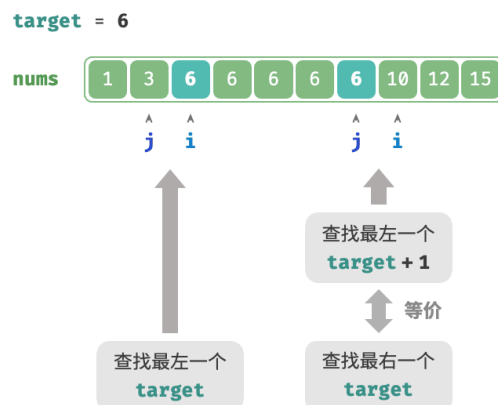 target = 6
nums 1 3 6 6 6 6 6 10 12 15
j i j i
查找最左一个
target + 1
等价
查找最左一个
target
查找最右一个
target